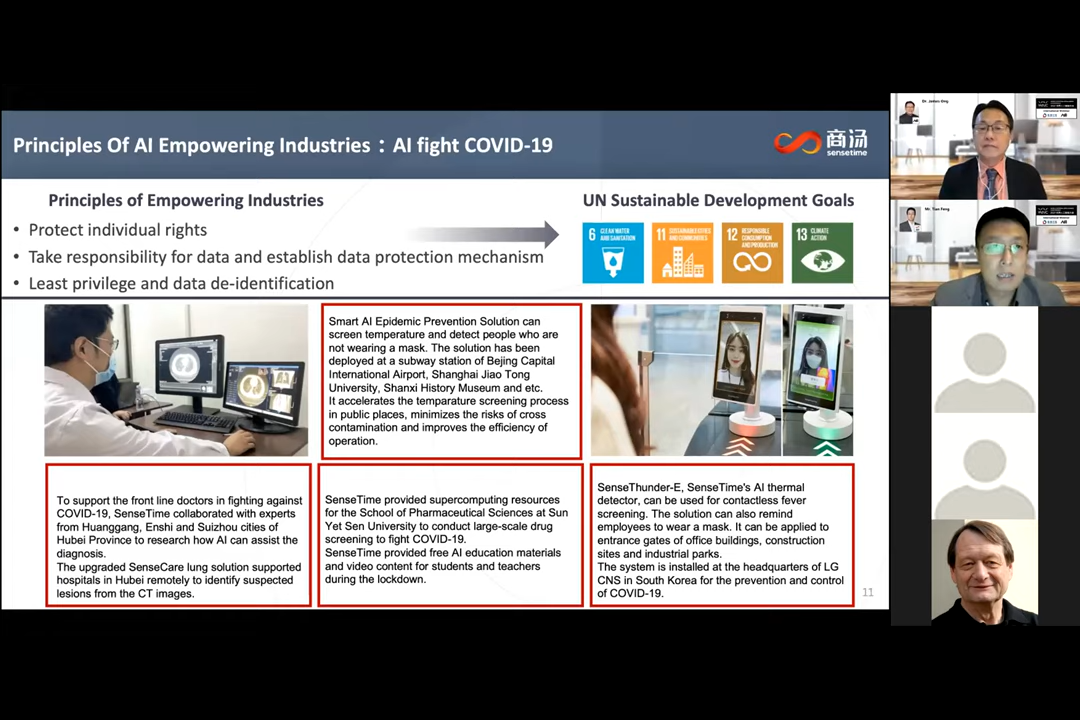 Principles Of AI Empowering Industries：AI fight COVID-19
商汤
sensetime
Principles of Empowering Industries
• Protect individual rights
• Take responsibility for data and establish data protection mechanism
• Least privilege and data de-identification
UN Sustainable Development Goals
6 CLEAN WATER
AND SANITATION
11 SUSTAINABLE CITIES
AND COMMUNITIES
12 RESPONSIBLE
CONSUMPTION
AND PRODUCTION
13 CLIMATE
ACTION
Smart AI Epidemic Prevention Solution can
screen temperature and detect people who are
not wearing a mask. The solution has been
deployed at a subway station of Bejing Capital
International Airport, Shanghai Jiao Tong
University, Shanxi History Museum and etc.
It accelerates the temparature screening process
in public places, minimizes the risks of cross
contamination and improves the efficiency of
operation.
To support the front line doctors in fighting against
COVID-19, SenseTime collaborated with experts
from Huanggang, Enshi and Suizhou cities of
Hubei Province to research how AI can assist the
diagnosis.
The upgraded SenseCare lung solution supported
hospitals in Hubei remotely to identify suspected
lesions from the CT images.
SenseTime provided supercomputing resources
for the School of Pharmaceutical Sciences at Sun
Yet Sen University to conduct large-scale drug
screening to fight COVID-19.
SenseTime provided free AI education materials
and video content for students and teachers
during the lockdown.
SenseThunder-E, SenseTime's AI thermal
detector, can be used for contactless fever
screening. The solution can also remind
employees to wear a mask. It can be applied to
entrance gates of office buildings, construction
sites and industrial parks.
The system is installed at the headquarters of LG
CNS in South Korea for the prevention and control
of COVID-19.
11